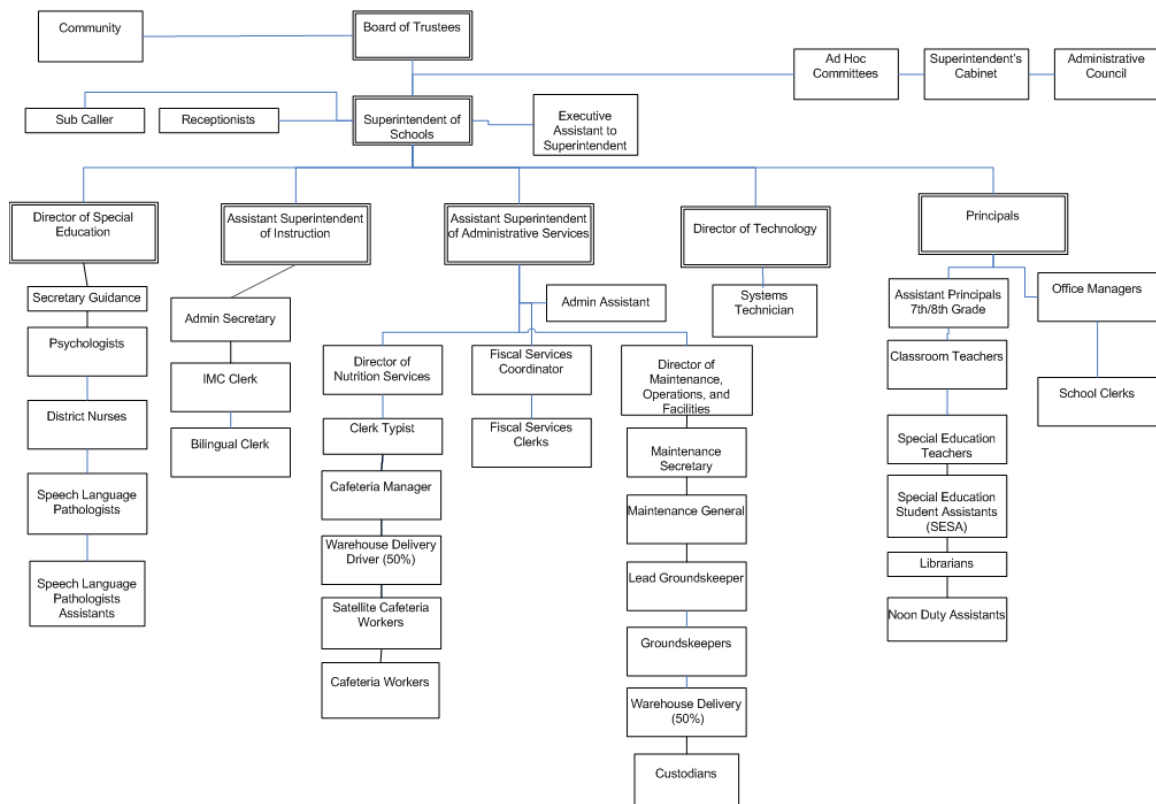 Community
Board of Trustees
Ad Hoc
Committees
Superintendent's
Cabinet
Administrative
Council
Sub Caller
Receptionists
Superintendent of
Schools
Executive
Assistant to
Superintendent
Director of Special
Education
Assistant Superintendent
of Instruction
Assistant Superintendent
of Administrative Services
Director of Technology
Principals
Secretary Guidance
Psychologists
District Nurses
Speech Language
Pathologists
Speech Language
Pathologists
Assistants
Admin Secretary
IMC Clerk
Bilingual Clerk
Admin Assistant
Director of
Nutrition Services
Clerk Typist
Cafeteria Manager
Warehouse Delivery
Driver (50%)
Satellite Cafeteria
Workers
Cafeteria Workers
Fiscal Services
Coordinator
Fiscal Services
Clerks
Director of
Maintenance,
Operations, and
Facilities
Maintenance
Secretary
Maintenance General
Lead Groundskeeper
Groundskeepers
Warehouse Delivery
(50%)
Custodians
Systems
Technician
Assistant Principals
7th/8th Grade
Classroom Teachers
Special Education
Teachers
Special Education
Student Assistants
(SESA)
Librarians
Noon Duty Assistants
Office Managers
School Clerks